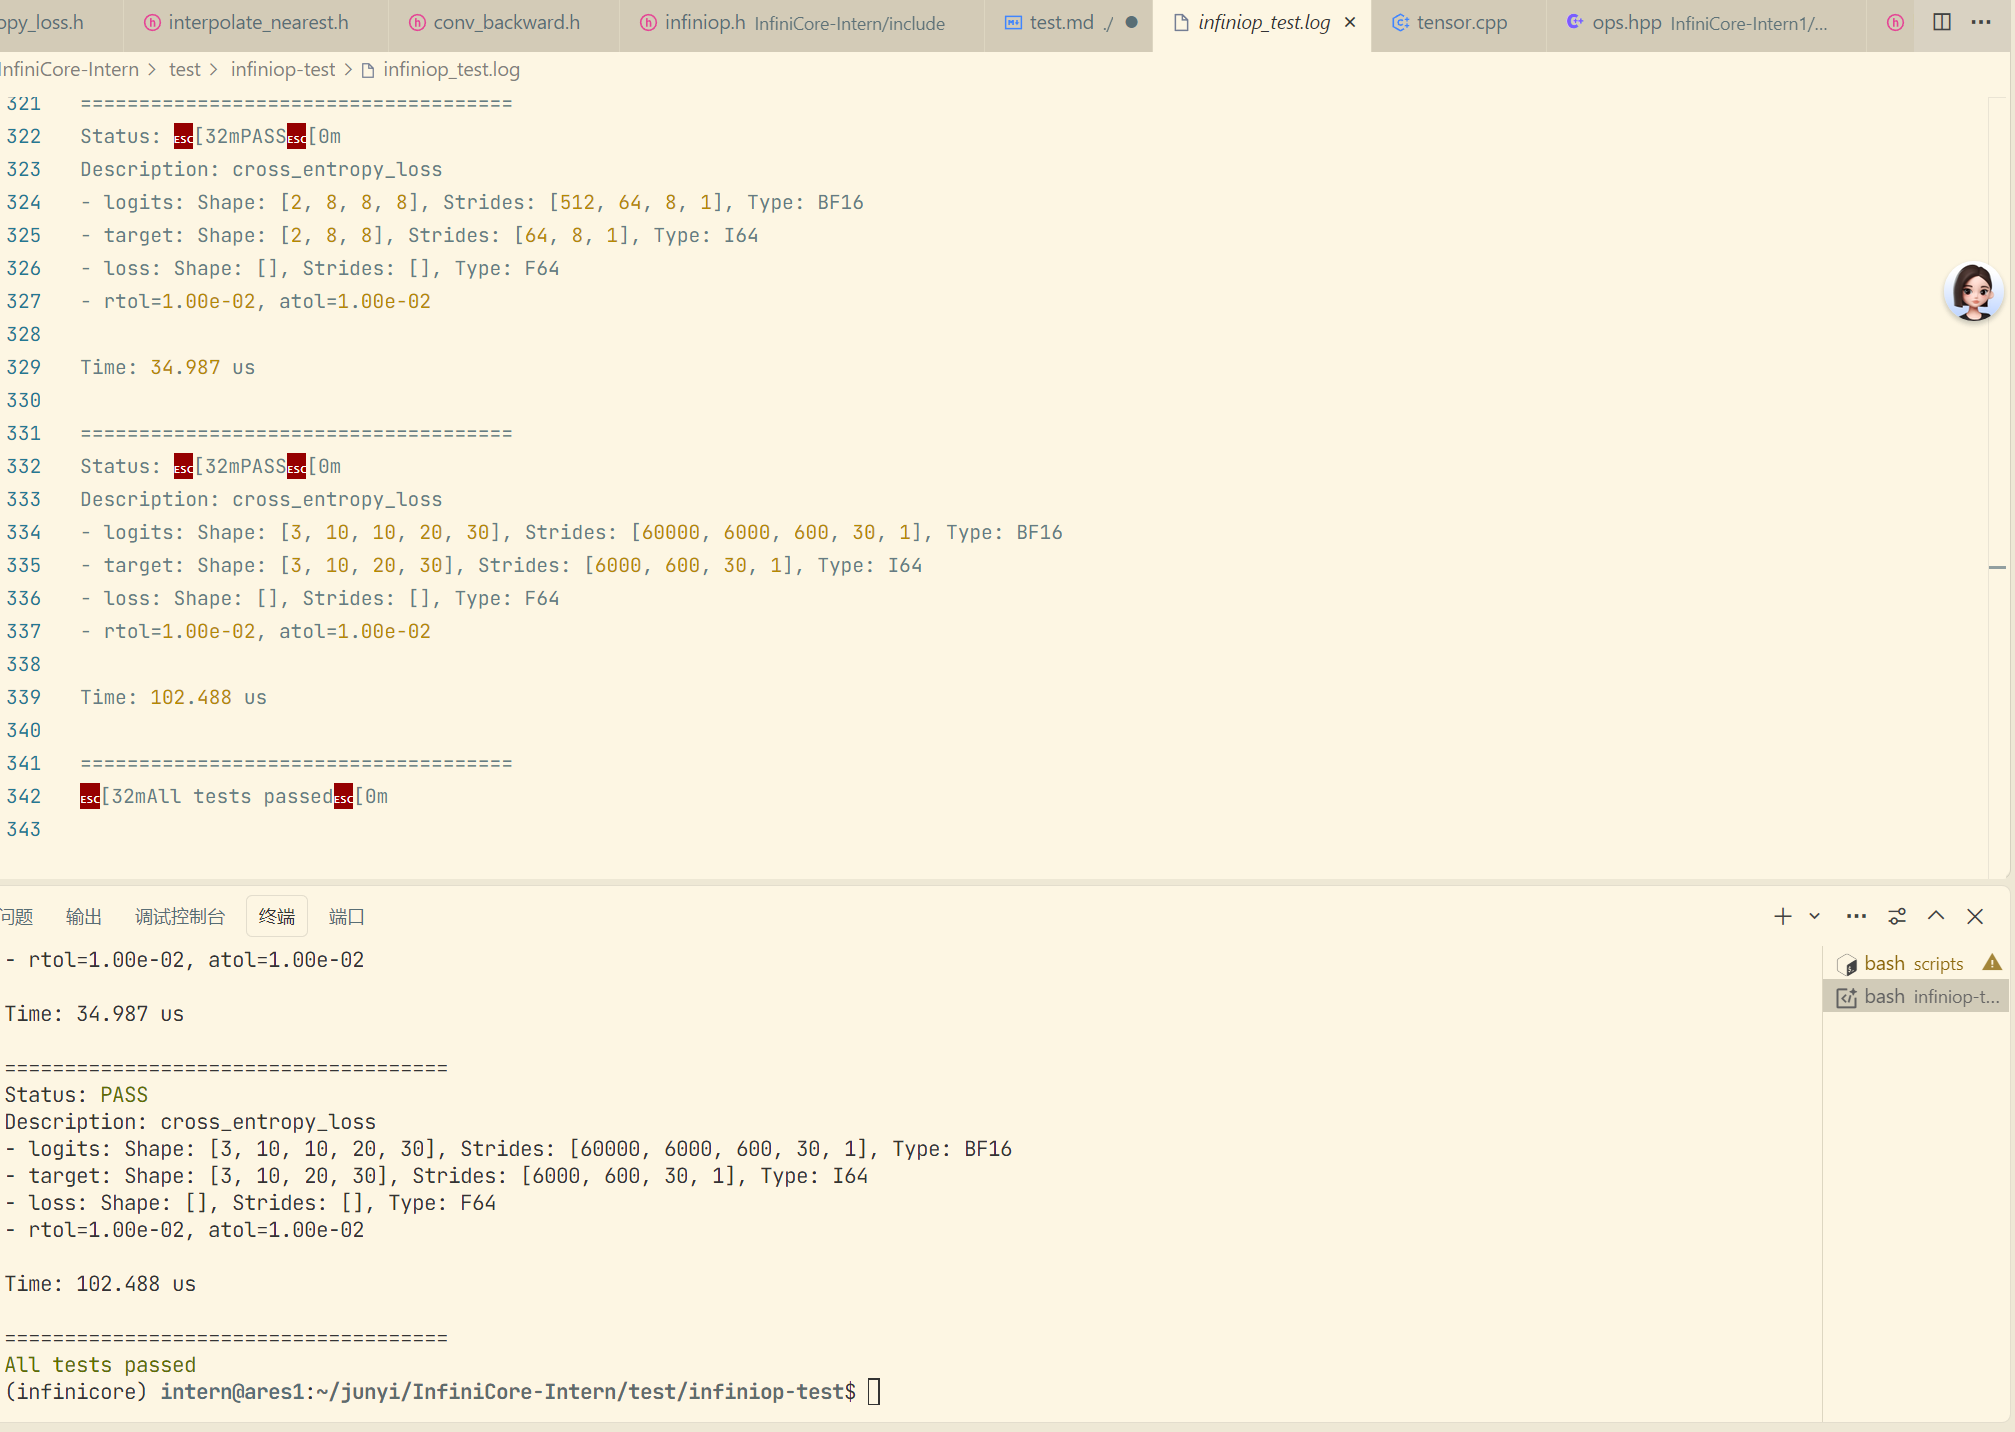 opy_loss.h interpolate_nearest.h conv_backward.h infiniop.h InfiniCore-Intern/include test.md ./ infiniop_test.log tensor.cpp ops.hpp InfiniCore-Intern1/...
InfiniCore-Intern > test > infiniop-test > infiniop_test.log
321 =====================================
322 Status: ESC[32mPASSESC[0m
323 Description: cross_entropy_loss
324 - logits: Shape: [2, 8, 8, 8], Strides: [512, 64, 8, 1], Type: BF16
325 - target: Shape: [2, 8, 8], Strides: [64, 8, 1], Type: I64
326 - loss: Shape: [], Strides: [], Type: F64
327 - rtol=1.00e-02, atol=1.00e-02
328
329 Time: 34.987 us
330
331 =====================================
332 Status: ESC[32mPASSESC[0m
333 Description: cross_entropy_loss
334 - logits: Shape: [3, 10, 10, 20, 30], Strides: [60000, 6000, 600, 30, 1], Type: BF16
335 - target: Shape: [3, 10, 20, 30], Strides: [6000, 600, 30, 1], Type: I64
336 - loss: Shape: [], Strides: [], Type: F64
337 - rtol=1.00e-02, atol=1.00e-02
338
339 Time: 102.488 us
340
341 =====================================
342 ESC[32mAll tests passedESC[0m
343
问题 输出 调试控制台 终端 端口
- rtol=1.00e-02, atol=1.00e-02
bash scripts
bash infiniop-t...
Time: 34.987 us
=====================================
Status: PASS
Description: cross_entropy_loss
- logits: Shape: [3, 10, 10, 20, 30], Strides: [60000, 6000, 600, 30, 1], Type: BF16
- target: Shape: [3, 10, 20, 30], Strides: [6000, 600, 30, 1], Type: I64
- loss: Shape: [], Strides: [], Type: F64
- rtol=1.00e-02, atol=1.00e-02
Time: 102.488 us
=====================================
All tests passed
(infinicore) intern@ares1:~/junyi/InfiniCore-Intern/test/infiniop-test$